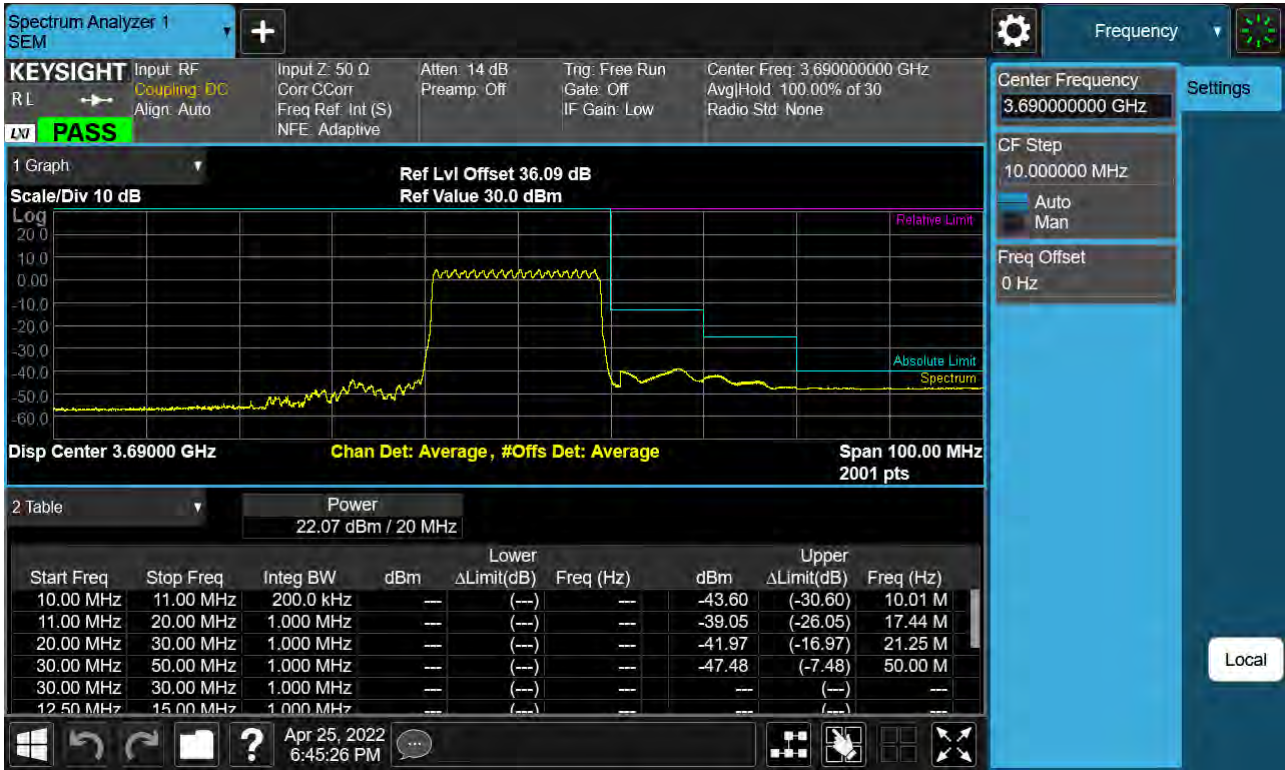 Spectrum Analyzer 1
SEM
Frequency
KEYSIGHT
R L
LXI PASS
Input: RF
Coupling: DC
Align: Auto
Input Z: 50 Ω
Corr CCorr
Freq Ref: Int (S)
NFE: Adaptive
Atten: 14 dB
Preamp: Off
Trig: Free Run
Gate: Off
IF Gain: Low
Center Freq: 3.690000000 GHz
Avg|Hold: 100.00% of 30
Radio Std: None
Center Frequency
3.690000000 GHz
Settings
CF Step
10.000000 MHz
Auto
Man
Freq Offset
0 Hz
Local
1 Graph
Scale/Div 10 dB
Ref Lvl Offset 36.09 dB
Ref Value 30.0 dBm
Log
20.0
10.0
0.00
-10.0
-20.0
-30.0
-40.0
-50.0
-60.0
Relative Limit
Absolute Limit
Spectrum
Disp Center 3.69000 GHz
Chan Det: Average, #Offs Det: Average
Span 100.00 MHz
2001 pts
2 Table
Power
22.07 dBm / 20 MHz
Lower Upper
Start Freq Stop Freq Integ BW dBm ΔLimit(dB) Freq (Hz) dBm ΔLimit(dB) Freq (Hz)
10.00 MHz 11.00 MHz 200.0 kHz --- (---) --- -43.60 (-30.60) 10.01 M
11.00 MHz 20.00 MHz 1.000 MHz --- (---) --- -39.05 (-26.05) 17.44 M
20.00 MHz 30.00 MHz 1.000 MHz --- (---) --- -41.97 (-16.97) 21.25 M
30.00 MHz 50.00 MHz 1.000 MHz --- (---) --- -47.48 (-7.48) 50.00 M
30.00 MHz 30.00 MHz 1.000 MHz --- (---) --- --- (---) ---
12.50 MHz 15.00 MHz 1.000 MHz --- (---) --- --- (---) ---
? Apr 25, 2022
6:45:26 PM